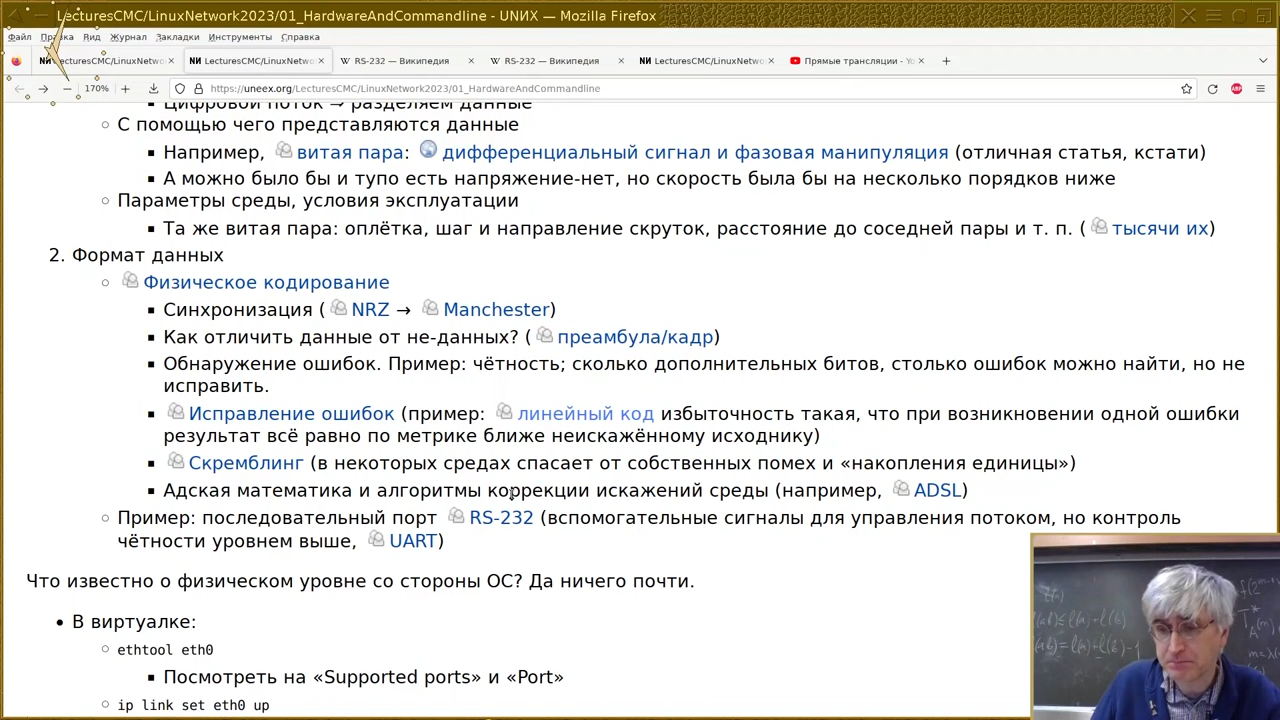 LecturesCMC/LinuxNetwork2023/01_HardwareAndCommandline - UNИX — Mozilla Firefox
Файл Правка Вид Журнал Закладки Инструменты Справка
LecturesCMC/LinuxNetwo LecturesCMC/LinuxNetwo RS-232 — Википедия RS-232 — Википедия LecturesCMC/LinuxNetwo Прямые трансляции - Yo
170% https://uneex.org/LecturesCMC/LinuxNetwork2023/01_HardwareAndCommandline
Цифровой поток → разделяем данные
С помощью чего представляются данные
Например, витая пара: дифференциальный сигнал и фазовая манипуляция (отличная статья, кстати)
А можно было бы и тупо есть напряжение-нет, но скорость была бы на несколько порядков ниже
Параметры среды, условия эксплуатации
Та же витая пара: оплётка, шаг и направление скруток, расстояние до соседней пары и т. п. ( тысячи их)
2. Формат данных
Физическое кодирование
Синхронизация ( NRZ → Manchester)
Как отличить данные от не-данных? ( преамбула/кадр)
Обнаружение ошибок. Пример: чётность; сколько дополнительных битов, столько ошибок можно найти, но не
исправить.
Исправление ошибок (пример: линейный код избыточность такая, что при возникновении одной ошибки
результат всё равно по метрике ближе неискажённому исходнику)
Скремблинг (в некоторых средах спасает от собственных помех и «накопления единицы»)
Адская математика и алгоритмы коррекции искажений среды (например, ADSL)
Пример: последовательный порт RS-232 (вспомогательные сигналы для управления потоком, но контроль
чётности уровнем выше, UART)
Что известно о физическом уровне со стороны ОС? Да ничего почти.
В виртуалке:
ethtool eth0
Посмотреть на «Supported ports» и «Port»
ip link set eth0 up